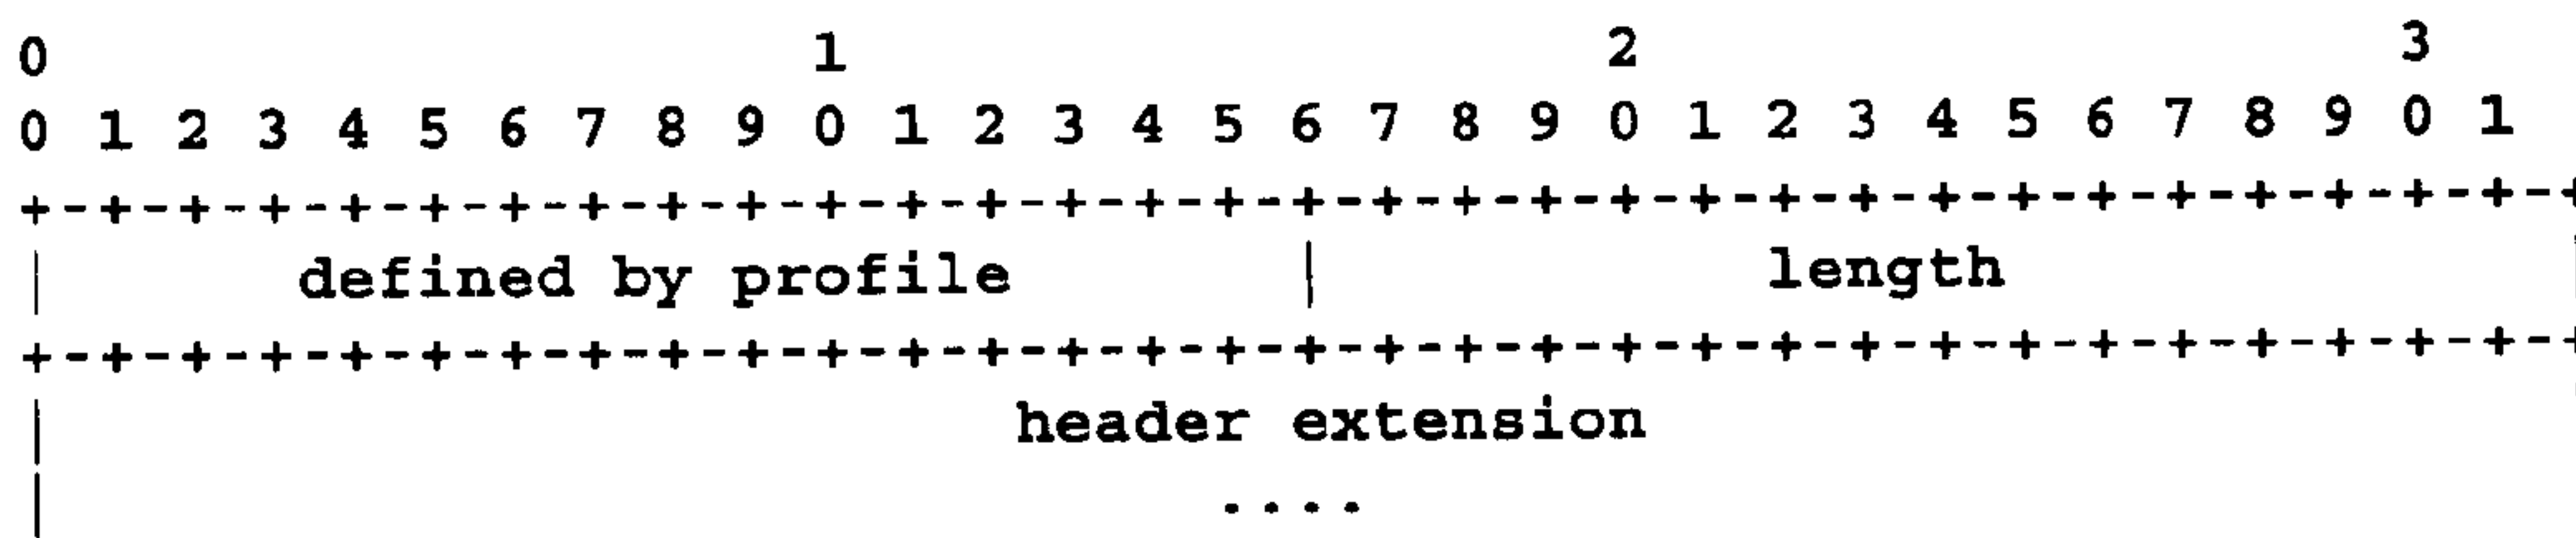 0 1 2 3
0 1 2 3 4 5 6 7 8 9 0 1 2 3 4 5 6 7 8 9 0 1 2 3 4 5 6 7 8 9 0 1
+-+-+-+-+-+-+-+-+-+-+-+-+-+-+-+-+-+-+-+-+-+-+-+-+-+-+-+-+-+-+-+-+
| defined by profile | length |
+-+-+-+-+-+-+-+-+-+-+-+-+-+-+-+-+-+-+-+-+-+-+-+-+-+-+-+-+-+-+-+-+
| header extension
| ....